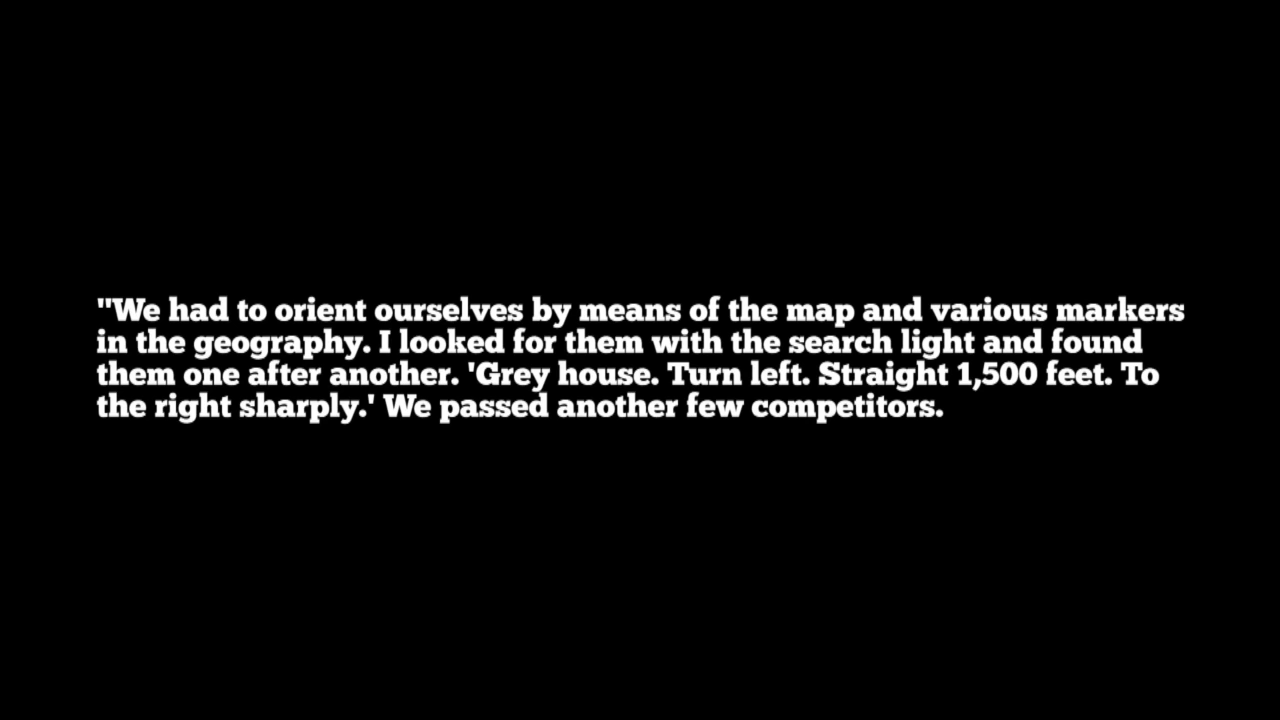 "We had to orient ourselves by means of the map and various markers
in the geography. I looked for them with the search light and found
them one after another. 'Grey house. Turn left. Straight 1,500 feet. To
the right sharply.' We passed another few competitors.